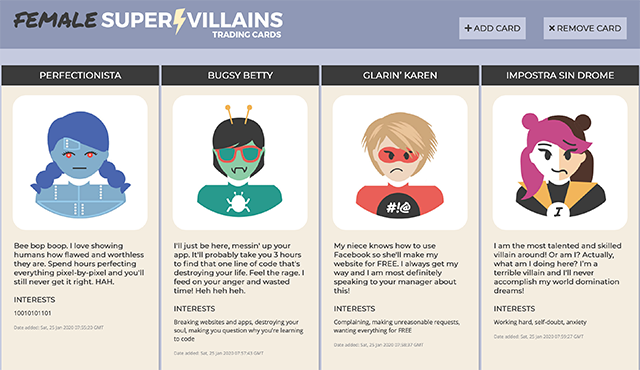 FEMALE SUPER VILLAINS
TRADING CARDS
+ ADD CARD
× REMOVE CARD
PERFECTIONISTA
Bee bop boop. I love showing
humans how flawed and worthless
they are. Spend hours perfecting
everything pixel-by-pixel and you'll
still never get it right. HAH.
INTERESTS
10010101101
Date added: Sat, 25 Jan 2020 07:55:23 GMT
BUGSY BETTY
I'll just be here, messin' up your
app. It'll probably take you 3 hours
to find that one line of code that's
destroying your life. Feel the rage. I
feed on your anger and wasted
time! Heh heh heh.
INTERESTS
Breaking websites and apps, destroying your
soul, making you question why you're learning
to code
Date added: Sat, 25 Jan 2020 07:57:43 GMT
GLARIN' KAREN
#!@
My niece knows how to use
Facebook so she'll make my
website for FREE. I always get my
way and I am most definitely
speaking to your manager about
this!
INTERESTS
Complaining, making unreasonable requests,
wanting everything for FREE
Date added: Sat, 25 Jan 2020 07:58:37 GMT
IMPOSTRA SIN DROME
I
I am the most talented and skilled
villain around! Or am I? Actually,
what am I doing here? I'm a
terrible villain and I'll never
accomplish my world domination
dreams!
INTERESTS
Working hard, self-doubt, anxiety
Date added: Sat, 25 Jan 2020 07:59:27 GMT